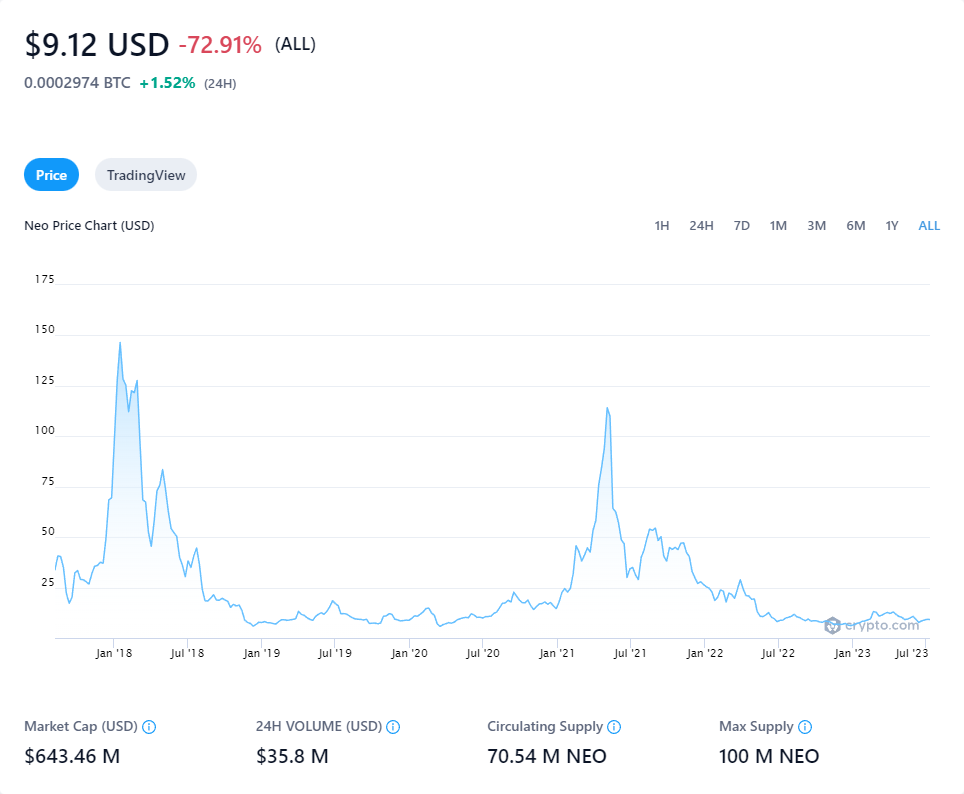 $9.12 USD -72.91% (ALL)
0.0002974 BTC +1.52% (24H)
Price TradingView
Neo Price Chart (USD) 1H 24H 7D 1M 3M 6M 1Y ALL
175
150
125
100
75
50
25
crypto.com
Jan '18 Jul '18 Jan '19 Jul '19 Jan '20 Jul '20 Jan '21 Jul '21 Jan '22 Jul '22 Jan '23 Jul '23
Market Cap (USD) 24H VOLUME (USD) Circulating Supply Max Supply
$643.46 M $35.8 M 70.54 M NEO 100 M NEO